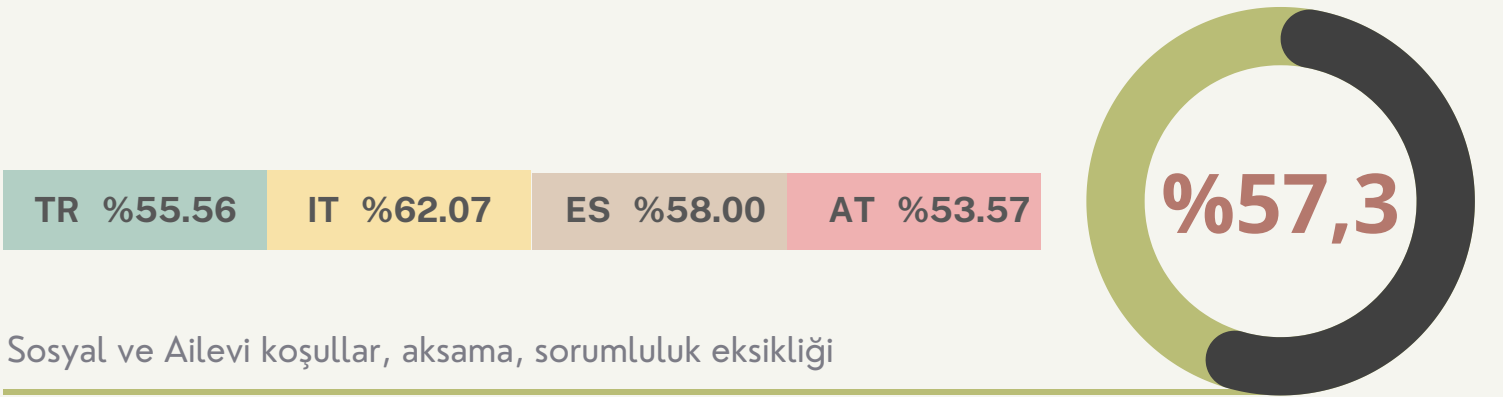 TR %55.56 IT %62.07 ES %58.00 AT %53.57
%57,3
Sosyal ve Ailevi koşullar, aksama, sorumluluk eksikliği